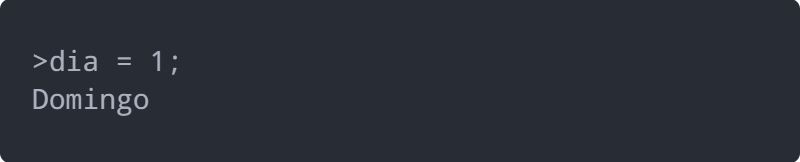 >dia = 1;
Domingo